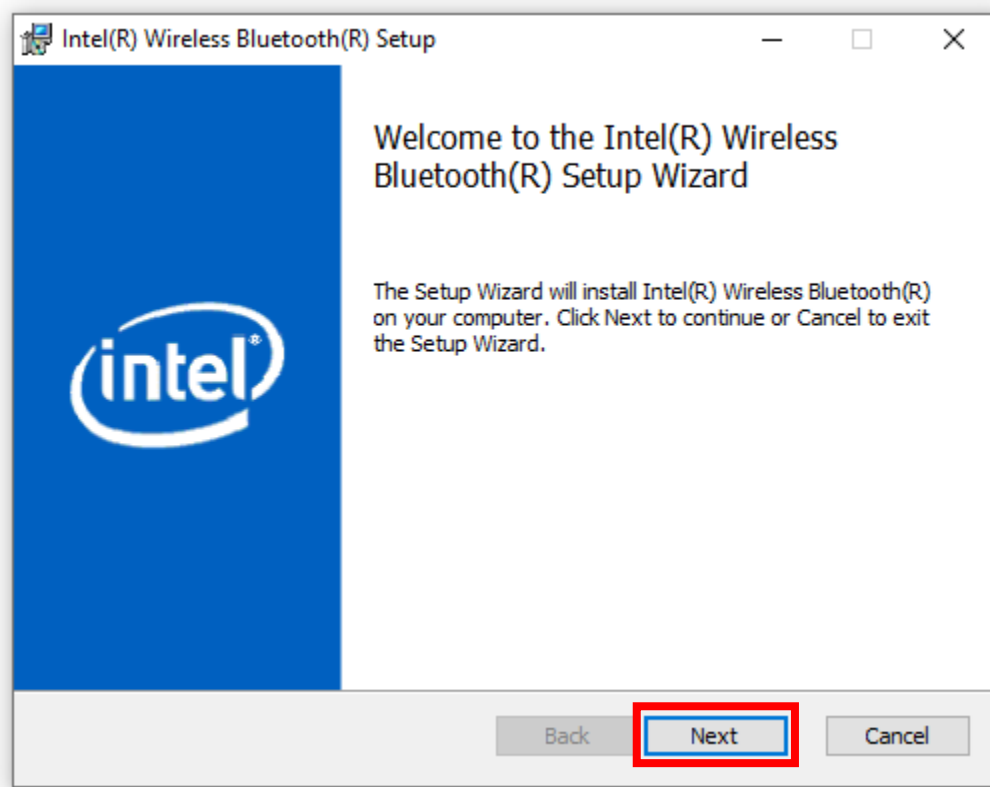 Intel(R) Wireless Bluetooth(R) Setup
Welcome to the Intel(R) Wireless
Bluetooth(R) Setup Wizard
The Setup Wizard will install Intel(R) Wireless Bluetooth(R)
on your computer. Click Next to continue or Cancel to exit
the Setup Wizard.
intel®
Back Next Cancel